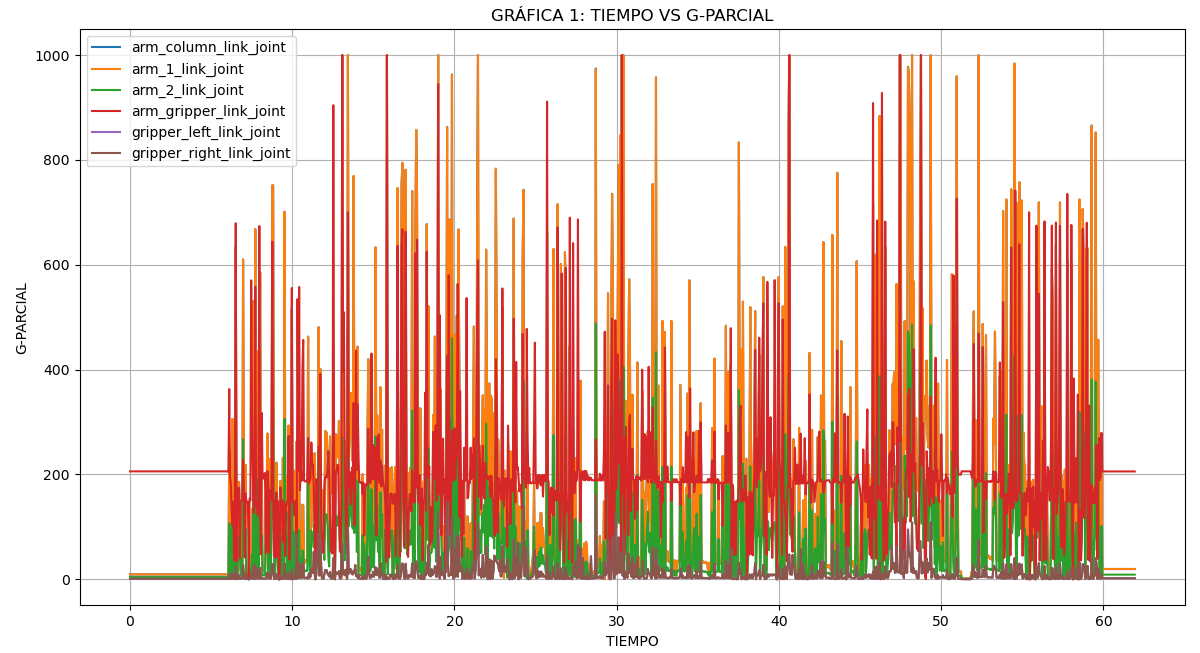 GRÁFICA 1: TIEMPO VS G-PARCIAL
G-PARCIAL
1000
800
600
400
200
0
arm_column_link_joint
arm_1_link_joint
arm_2_link_joint
arm_gripper_link_joint
gripper_left_link_joint
gripper_right_link_joint
0 10 20 30 40 50 60
TIEMPO